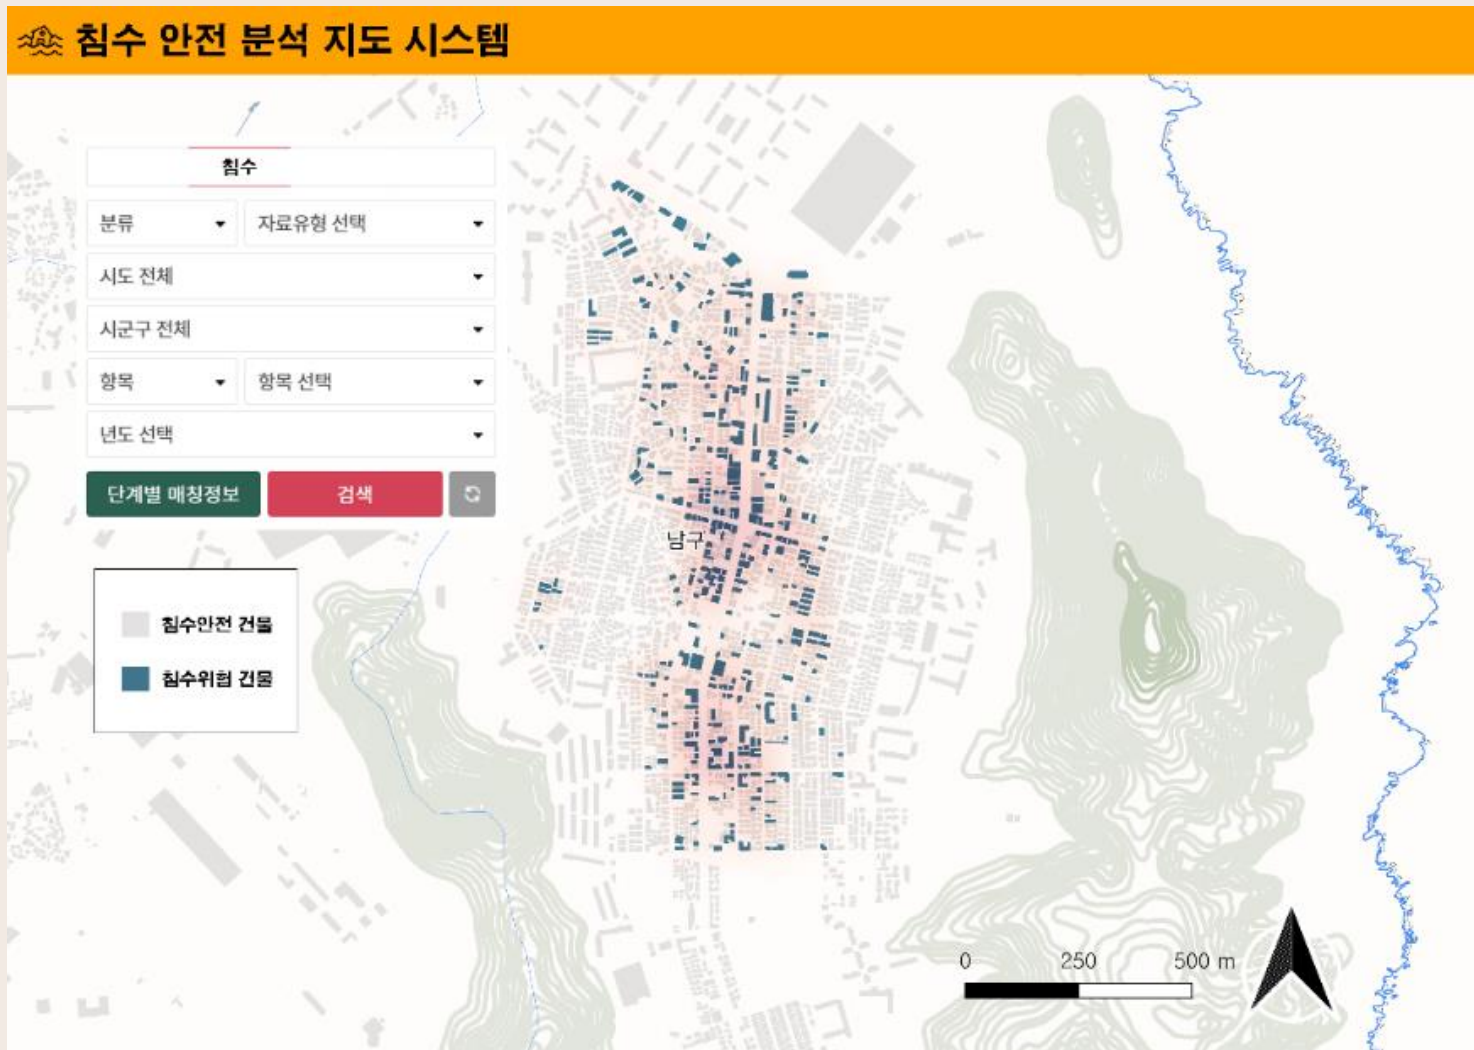 침수 안전 분석 지도 시스템
침수
분류 자료유형 선택
시도 전체
시군구 전체
항목 항목 선택
년도 선택
단계별 매칭정보 검색
남구
침수안전 건물
침수위험 건물
0 250 500 m